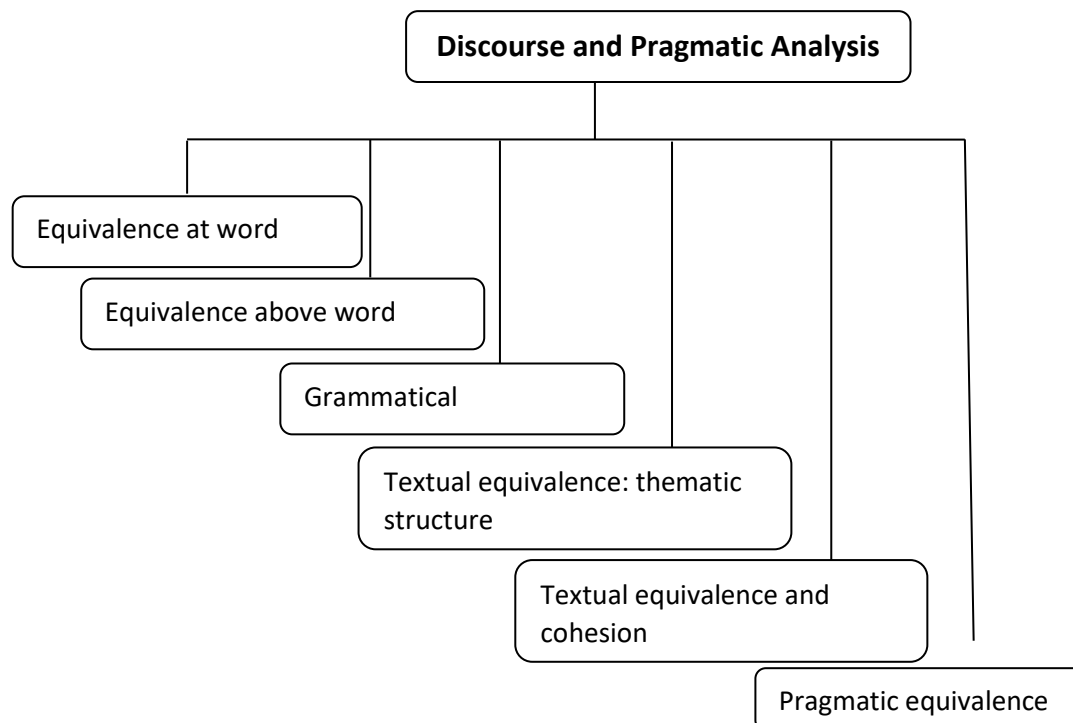 Discourse and Pragmatic Analysis
Equivalence at word
Equivalence above word
Grammatical
Textual equivalence: thematic
structure
Textual equivalence and
cohesion
Pragmatic equivalence